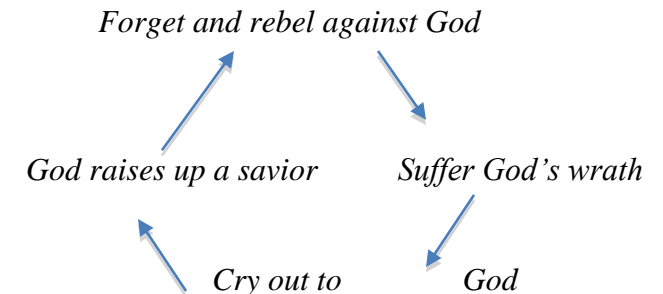 Forget and rebel against God
God raises up a savior Suffer God’s wrath
Cry out to God